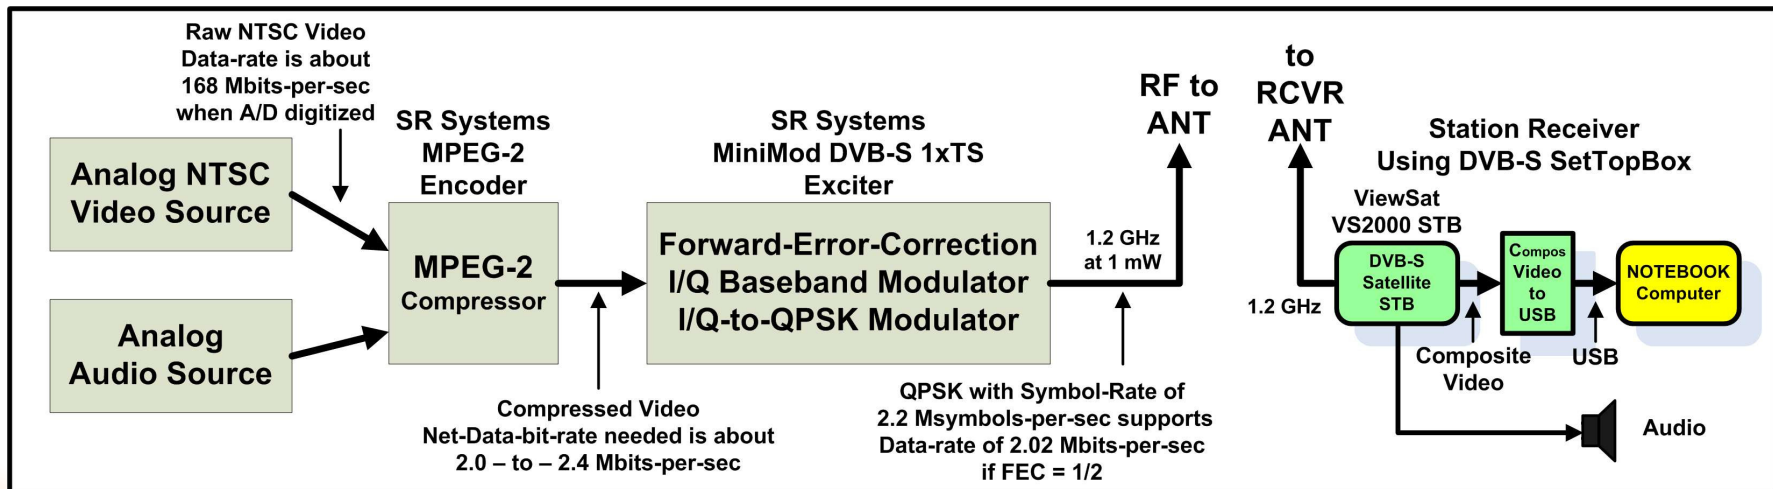 Raw NTSC Video
Data-rate is about
168 Mbits-per-sec
when A/D digitized
Analog NTSC
Video Source
Analog
Audio Source
SR Systems
MPEG-2
Encoder
MPEG-2
Compressor
Compressed Video
Net-Data-bit-rate needed is about
2.0 – to – 2.4 Mbits-per-sec
SR Systems
MiniMod DVB-S 1xTS
Exciter
Forward-Error-Correction
I/Q Baseband Modulator
I/Q-to-QPSK Modulator
RF to
ANT
1.2 GHz
at 1 mW
QPSK with Symbol-Rate of
2.2 Msymbols-per-sec supports
Data-rate of 2.02 Mbits-per-sec
if FEC = 1/2
to
RCVR
ANT
1.2 GHz
Station Receiver
Using DVB-S SetTopBox
ViewSat
VS2000 STB
DVB-S
Satellite
STB
Compos
Video
to
USB
NOTEBOOK
Computer
Composite
Video
USB
Audio